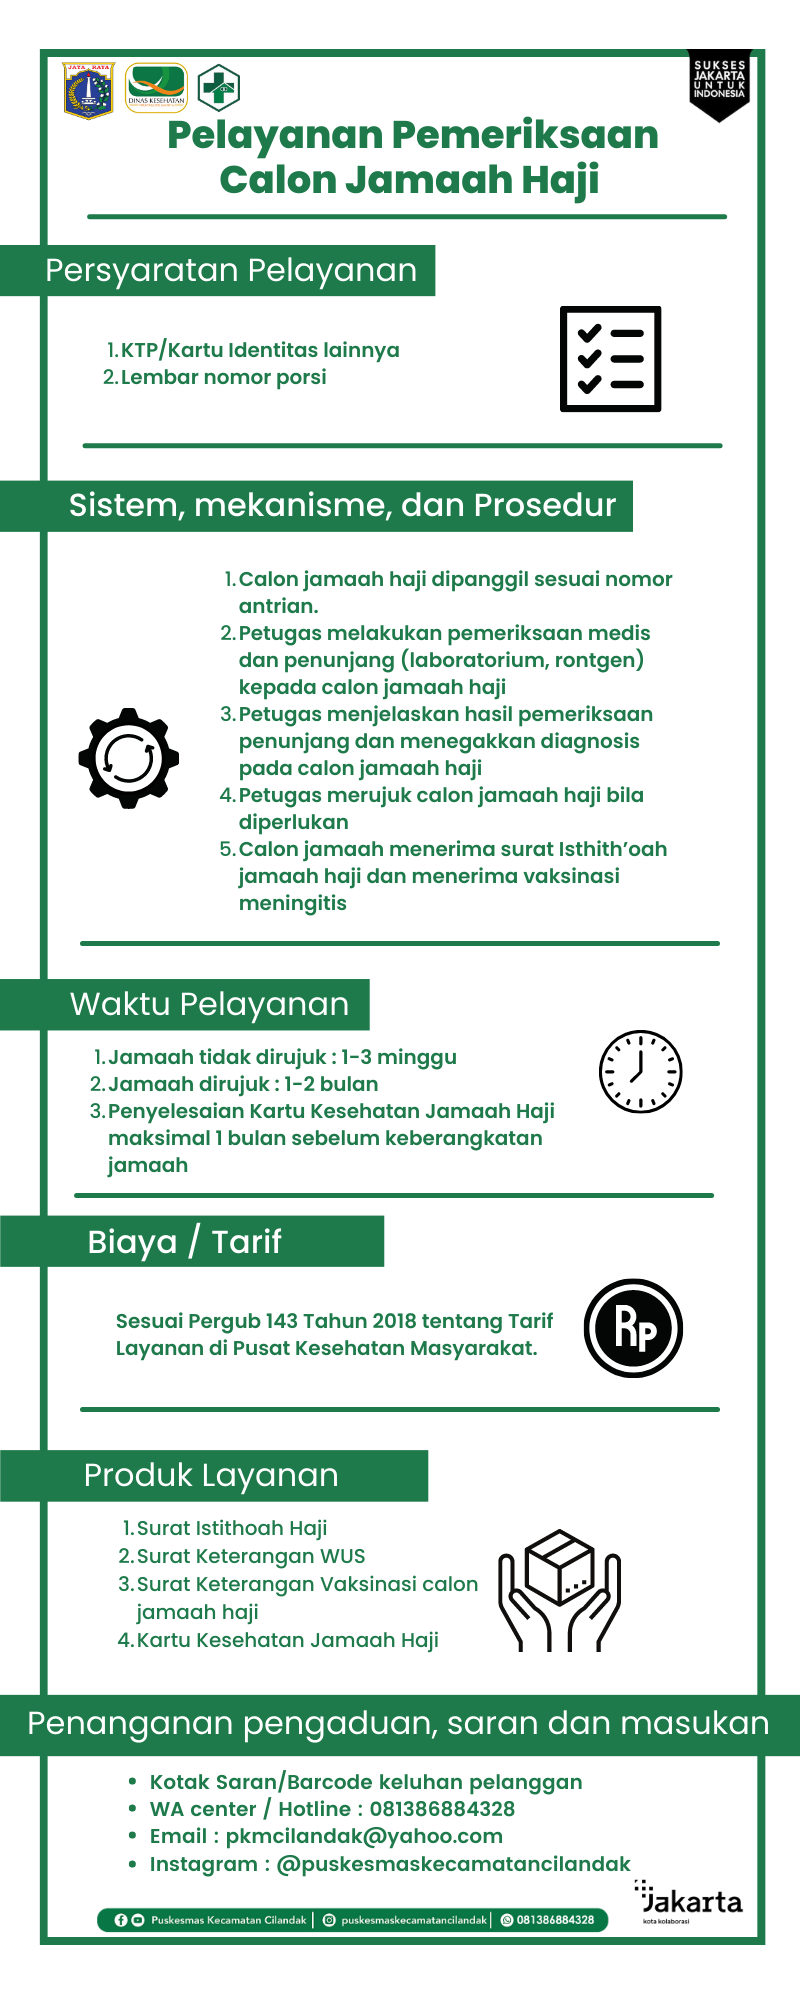 JAYA RAYA
DINAS KESEHATAN
SUKSES
JAKARTA
UNTUK
INDONESIA
Pelayanan Pemeriksaan
Calon Jamaah Haji
Persyaratan Pelayanan
1. KTP/Kartu Identitas lainnya
2. Lembar nomor porsi
Sistem, mekanisme, dan Prosedur
1. Calon jamaah haji dipanggil sesuai nomor
antrian.
2. Petugas melakukan pemeriksaan medis
dan penunjang (laboratorium, rontgen)
kepada calon jamaah haji
3. Petugas menjelaskan hasil pemeriksaan
penunjang dan menegakkan diagnosis
pada calon jamaah haji
4. Petugas merujuk calon jamaah haji bila
diperlukan
5. Calon jamaah menerima surat Isthith’oah
jamaah haji dan menerima vaksinasi
meningitis
Waktu Pelayanan
1. Jamaah tidak dirujuk : 1-3 minggu
2. Jamaah dirujuk : 1-2 bulan
3. Penyelesaian Kartu Kesehatan Jamaah Haji
maksimal 1 bulan sebelum keberangkatan
jamaah
Biaya / Tarif
Sesuai Pergub 143 Tahun 2018 tentang Tarif
Layanan di Pusat Kesehatan Masyarakat.
Rp
Produk Layanan
1. Surat Istithoah Haji
2. Surat Keterangan WUS
3. Surat Keterangan Vaksinasi calon
jamaah haji
4. Kartu Kesehatan Jamaah Haji
Penanganan pengaduan, saran dan masukan
• Kotak Saran/Barcode keluhan pelanggan
• WA center / Hotline : 081386884328
• Email : pkmcilandak@yahoo.com
• Instagram : @puskesmaskecamatancilandak
Jakarta
kota kolaborasi
Puskesmas Kecamatan Cilandak | puskesmaskecamatancilandak | 081386884328